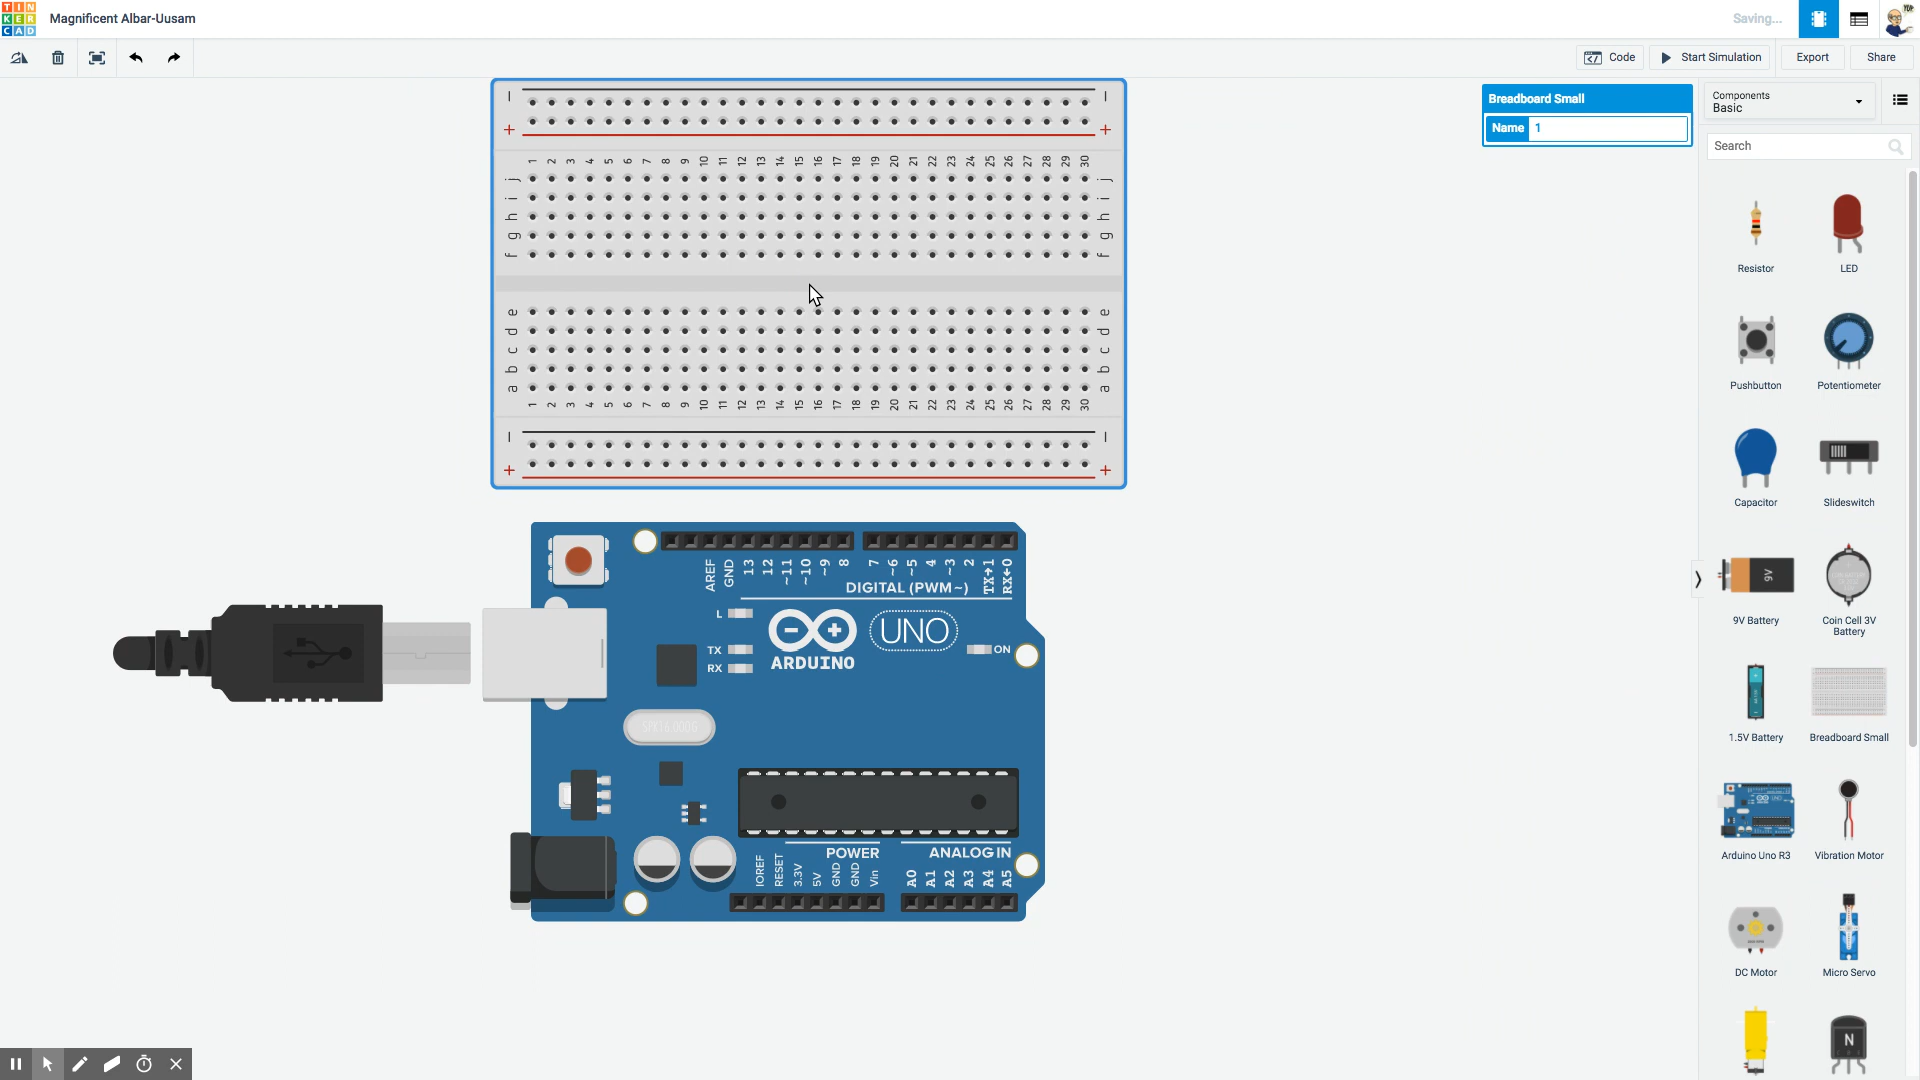 TIN
KER
CAD
Magnificent Albar-Uusam
Saving...
Code
Start Simulation
Export
Share
Breadboard Small
Name 1
Components
Basic
Search
Resistor
LED
Pushbutton
Potentiometer
Capacitor
Slideswitch
9V
9V Battery
Coin Cell 3V
Battery
1.5V Battery
Breadboard Small
Arduino Uno R3
Vibration Motor
DC Motor
Micro Servo
N
− −
+ +
1 2 3 4 5 6 7 8 9 10 11 12 13 14 15 16 17 18 19 20 21 22 23 24 25 26 27 28 29 30
j j
i i
h h
g g
f f
e e
d d
c c
b b
a a
1 2 3 4 5 6 7 8 9 10 11 12 13 14 15 16 17 18 19 20 21 22 23 24 25 26 27 28 29 30
− −
+ +
AREF GND 13 12 ~11 ~10 ~9 8 7 ~6 ~5 4 ~3 2 TX→1 RX←0
DIGITAL (PWM~)
L
TX
RX
ARDUINO
UNO
ON
SPK16.000G
POWER
ANALOG IN
IOREF RESET 3.3V 5V GND GND Vin A0 A1 A2 A3 A4 A5